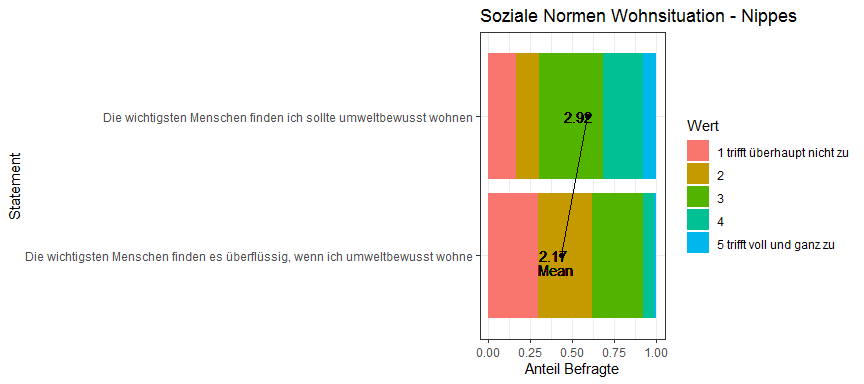 Soziale Normen Wohnsituation - Nippes
Statement
Die wichtigsten Menschen finden ich sollte umweltbewusst wohnen
Die wichtigsten Menschen finden es überflüssig, wenn ich umweltbewusst wohne
2.92
2.17
Mean
0.00 0.25 0.50 0.75 1.00
Anteil Befragte
Wert
1 trifft überhaupt nicht zu
2
3
4
5 trifft voll und ganz zu